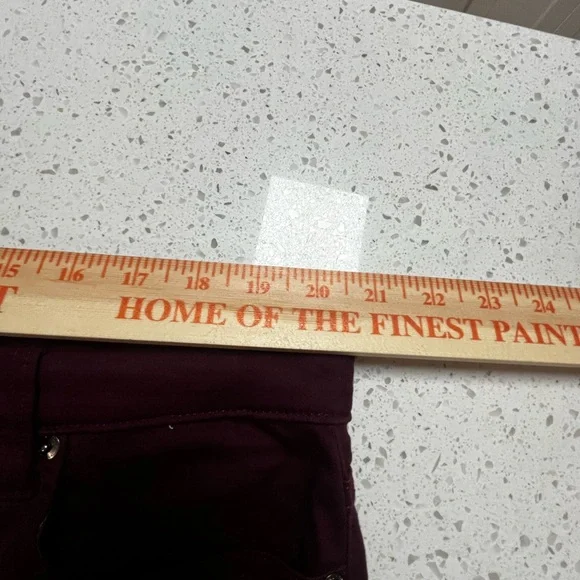 15 16 17 18 19 20 21 22 23 24
T HOME OF THE FINEST PAINT